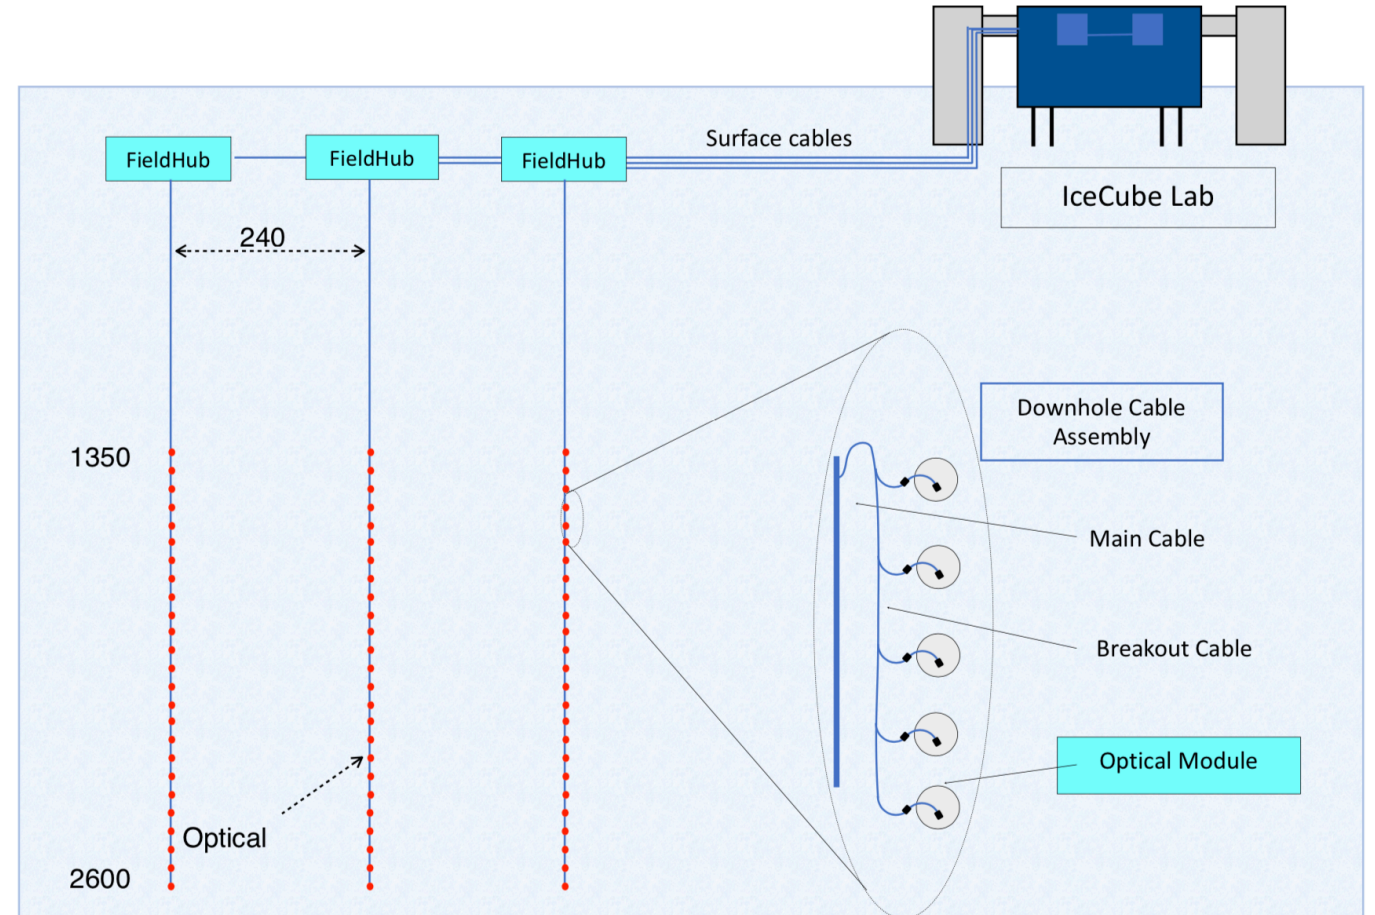 Surface cables
FieldHub
FieldHub
FieldHub
IceCube Lab
240
Downhole Cable
Assembly
1350
Main Cable
Breakout Cable
Optical Module
Optical
2600